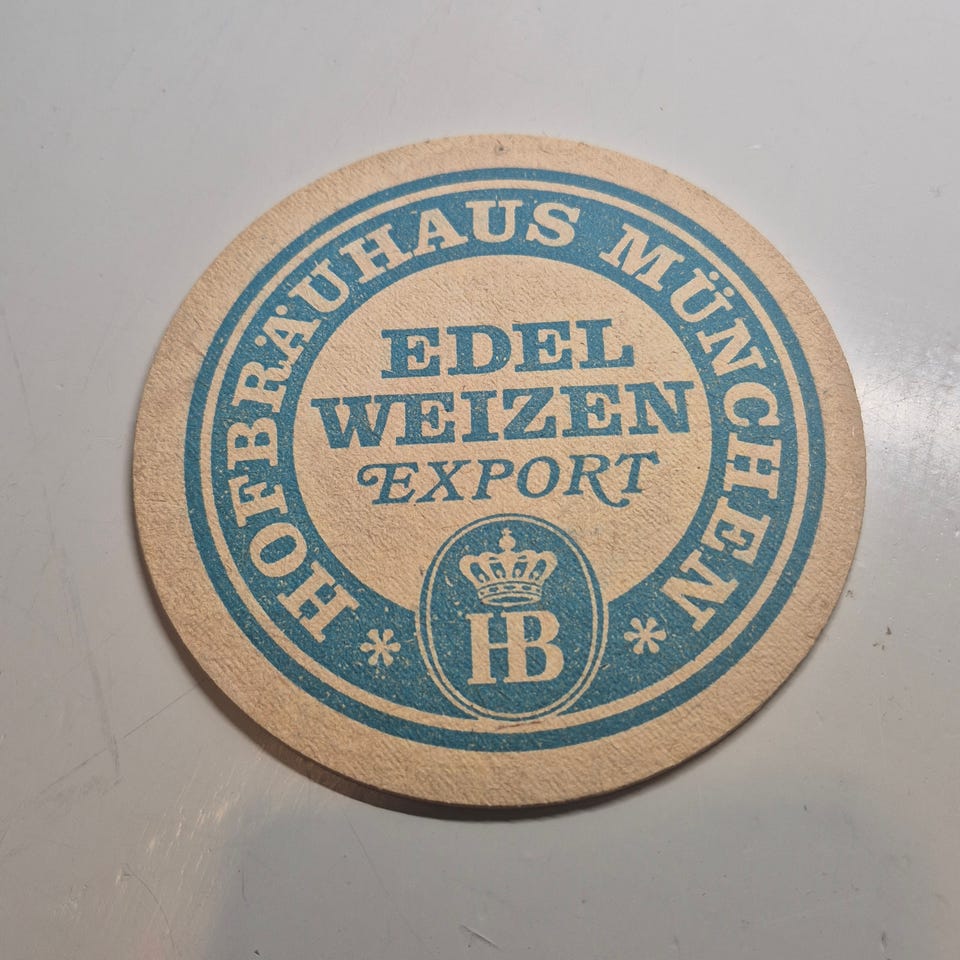 HOFBRÄUHAUS MÜNCHEN
EDEL
WEIZEN
EXPORT
HB